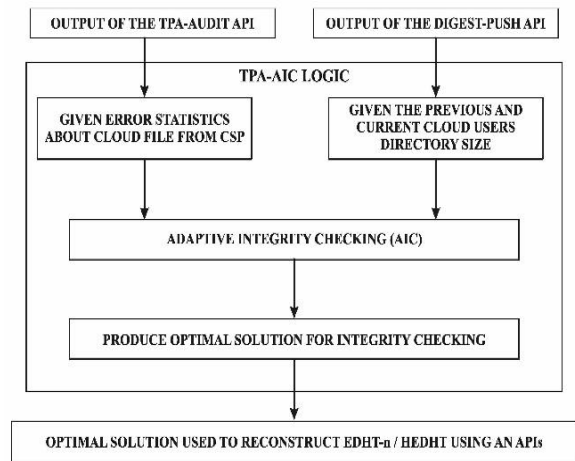 OUTPUT OF THE TPA-AUDIT API
OUTPUT OF THE DIGEST-PUSH API
TPA-AIC LOGIC
GIVEN ERROR STATISTICS
ABOUT CLOUD FILE FROM CSP
GIVEN THE PREVIOUS AND
CURRENT CLOUD USERS
DIRECTORY SIZE
ADAPTIVE INTEGRITY CHECKING (AIC)
PRODUCE OPTIMAL SOLUTION FOR INTEGRITY CHECKING
OPTIMAL SOLUTION USED TO RECONSTRUCT EDHT-n / HEDHT USING AN APIs